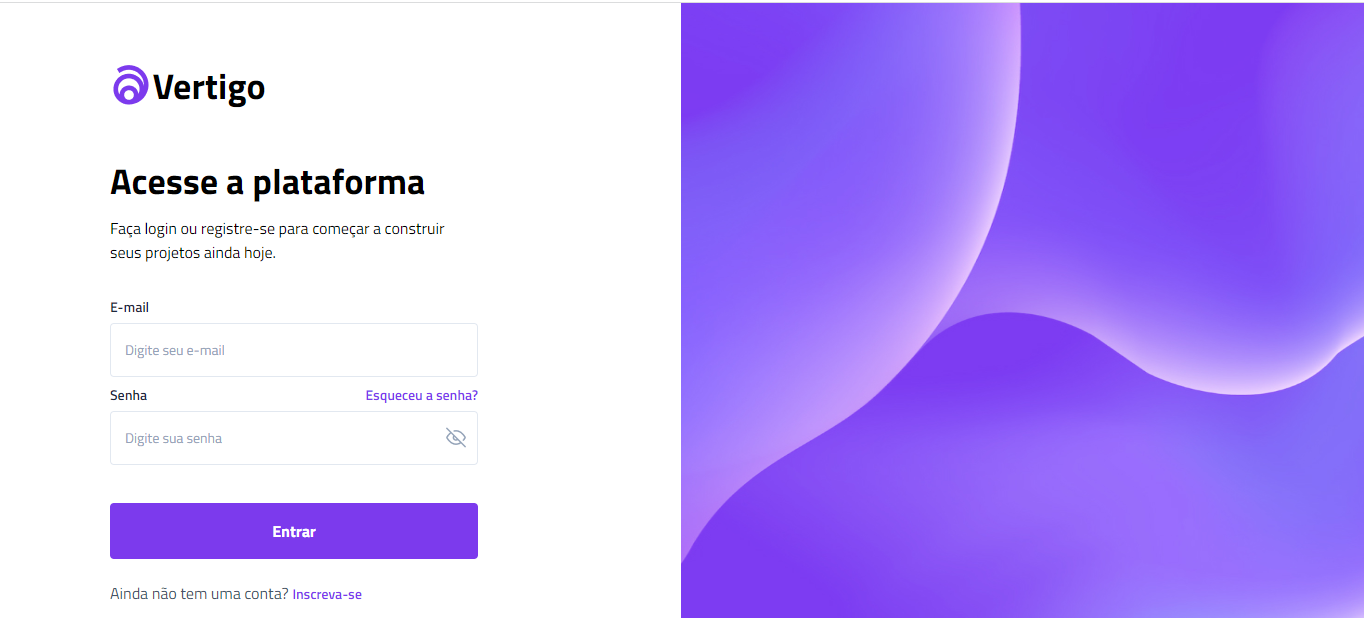 Vertigo
Acesse a plataforma
Faça login ou registre-se para começar a construir
seus projetos ainda hoje.
E-mail
Digite seu e-mail
Senha Esqueceu a senha?
Digite sua senha
Entrar
Ainda não tem uma conta? Inscreva-se